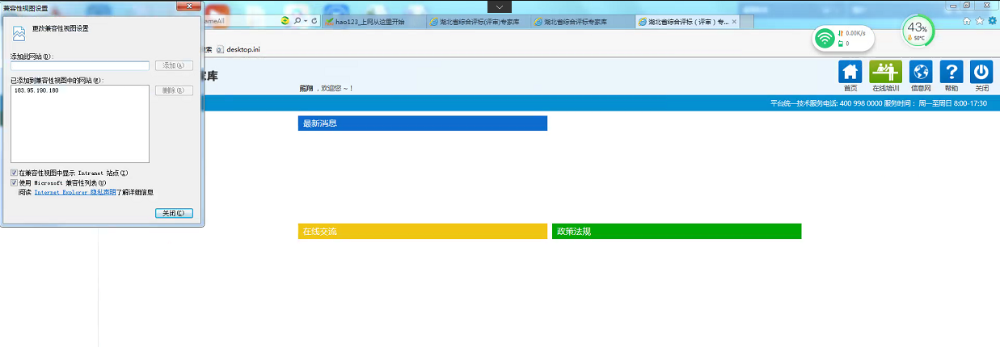 兼容性视图设置
更改兼容性视图设置
添加此网站(D):
添加(A)
已添加到兼容性视图中的网站(W):
183.95.190.180
删除(R)
在兼容性视图中显示 Intranet 站点(I)
使用 Microsoft 兼容性列表(U)
阅读 Internet Explorer 隐私声明了解详细信息
关闭(C)
ameAll
hao123_上网从这里开始
湖北省综合评标(评审)专家库
湖北省综合评标专家库
湖北省综合评标（评审）专...
索
desktop.ini
0.00K/s
0
43%
50°C
家库
熊翔 ，欢迎您 ~！
首页
在线培训
信息网
帮助
关闭
平台统一技术服务电话: 400 998 0000 服务时间： 周一至周日 8:00-17:30
最新消息
在线交流
政策法规